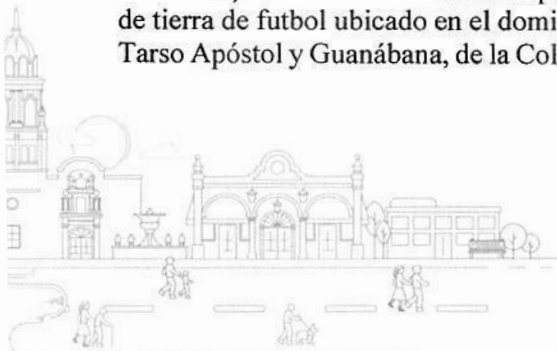 de tierra de futbol ubicado en el domi
Tarso Apóstol y Guanábana, de la Col